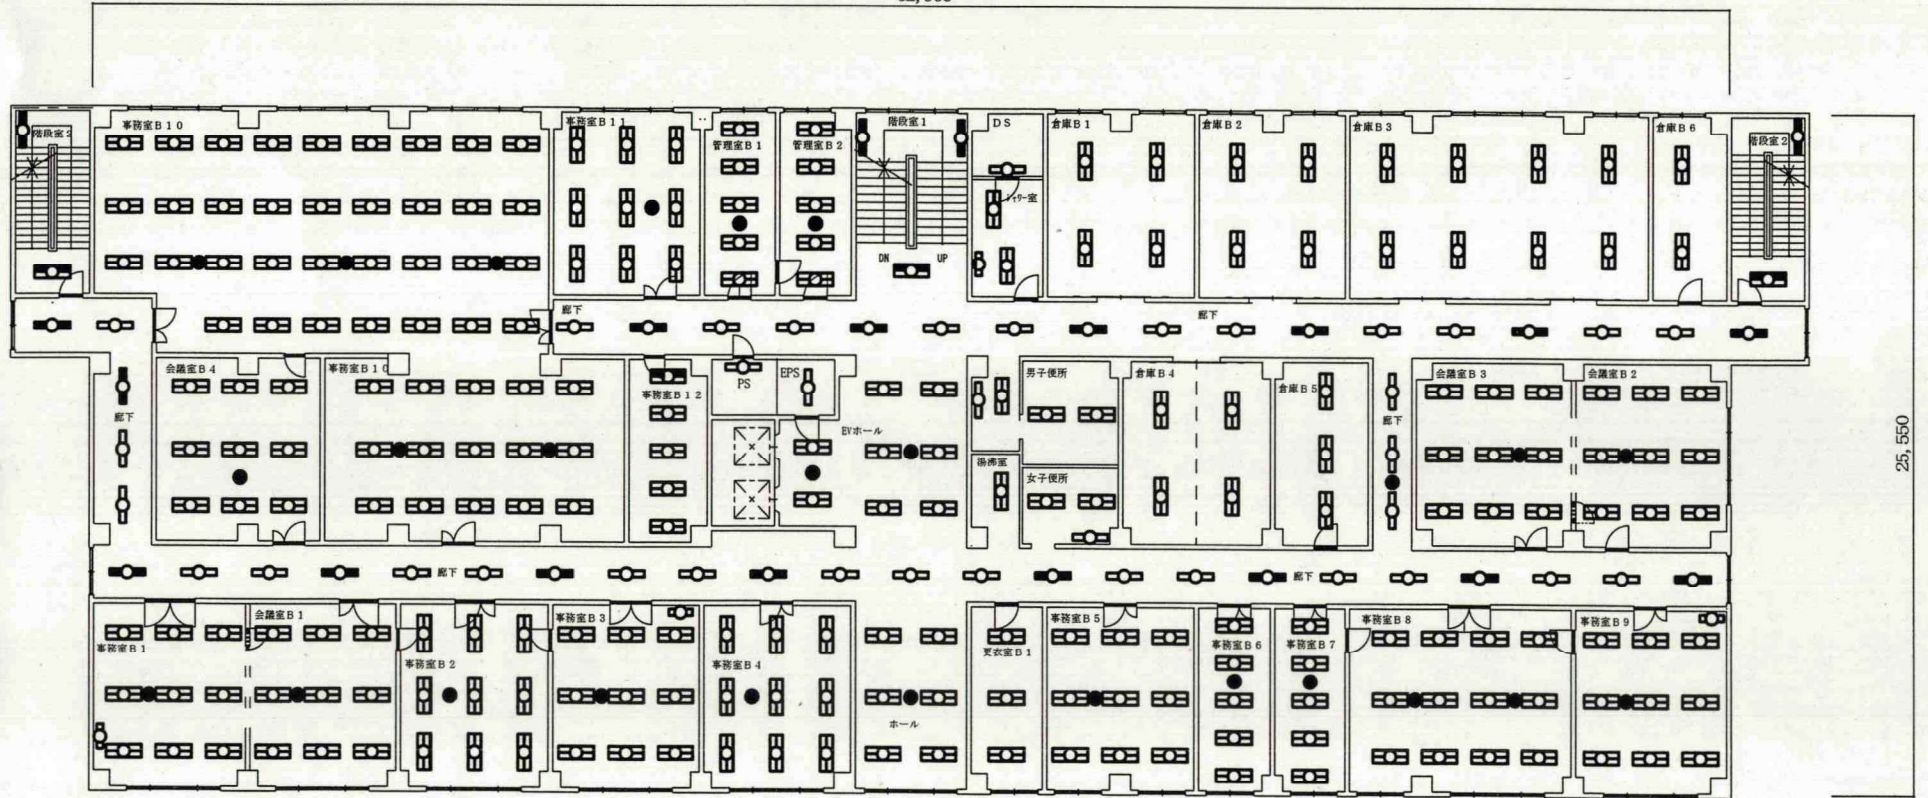 階段室2
事務室B10
事務室B11
管理室B1
管理室B2
階段室1
DS
倉庫B1
倉庫B2
倉庫B3
倉庫B6
階段室2
DN
UP
廊下
廊下
会議室B4
事務室B10
事務室B12
PS
EPS
EVホール
男子便所
倉庫B4
倉庫B5
会議室B3
会議室B2
廊下
廊下
湯沸室
女子便所
25,550
廊下
廊下
事務室B1
会議室B1
事務室B2
事務室B3
事務室B4
ホール
更衣室B1
事務室B5
事務室B6
事務室B7
事務室B8
事務室B9